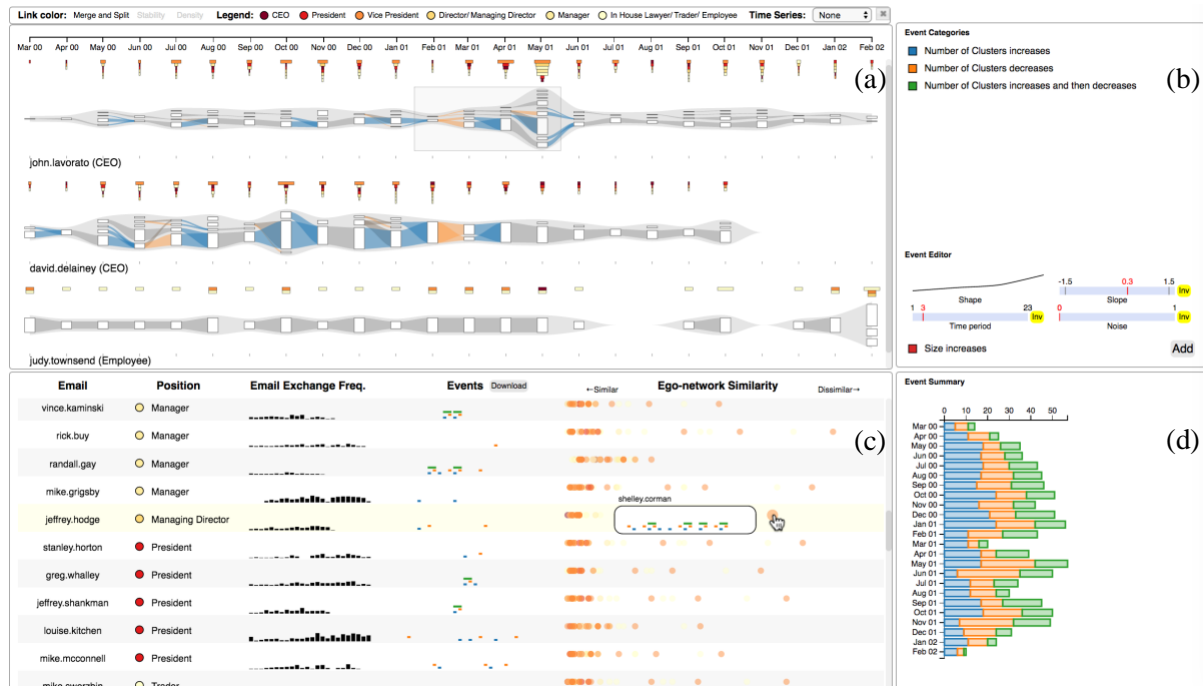 Link color: Merge and Split Stability Density Legend: CEO President Vice President Director/ Managing Director Manager In House Lawyer/ Trader/ Employee Time Series: None
Mar 00 Apr 00 May 00 Jun 00 Jul 00 Aug 00 Sep 00 Oct 00 Nov 00 Dec 00 Jan 01 Feb 01 Mar 01 Apr 01 May 01 Jun 01 Jul 01 Aug 01 Sep 01 Oct 01 Nov 01 Dec 01 Jan 02 Feb 02
(a)
john.lavorato (CEO)
david.delainey (CEO)
judy.townsend (Employee)
Event Categories
Number of Clusters increases
Number of Clusters decreases
Number of Clusters increases and then decreases
(b)
Event Editor
Shape
-1.5 0.3 1.5
Inv
Slope
1 3 23
Inv
Time period
0 1
Inv
Noise
Size increases
Add
Email Position Email Exchange Freq. Events Download ←Similar Ego-network Similarity Dissimilar→
vince.kaminski Manager
rick.buy Manager
(c)
randall.gay Manager
mike.grigsby Manager
shelley.corman
jeffrey.hodge Managing Director
stanley.horton President
greg.whalley President
jeffrey.shankman President
louise.kitchen President
mike.mcconnell President
mike.swerzbin Trader
Event Summary
0 10 20 30 40 50
Mar 00
Apr 00
(d)
May 00
Jun 00
Jul 00
Aug 00
Sep 00
Oct 00
Nov 00
Dec 00
Jan 01
Feb 01
Mar 01
Apr 01
May 01
Jun 01
Jul 01
Aug 01
Sep 01
Oct 01
Nov 01
Dec 01
Jan 02
Feb 02